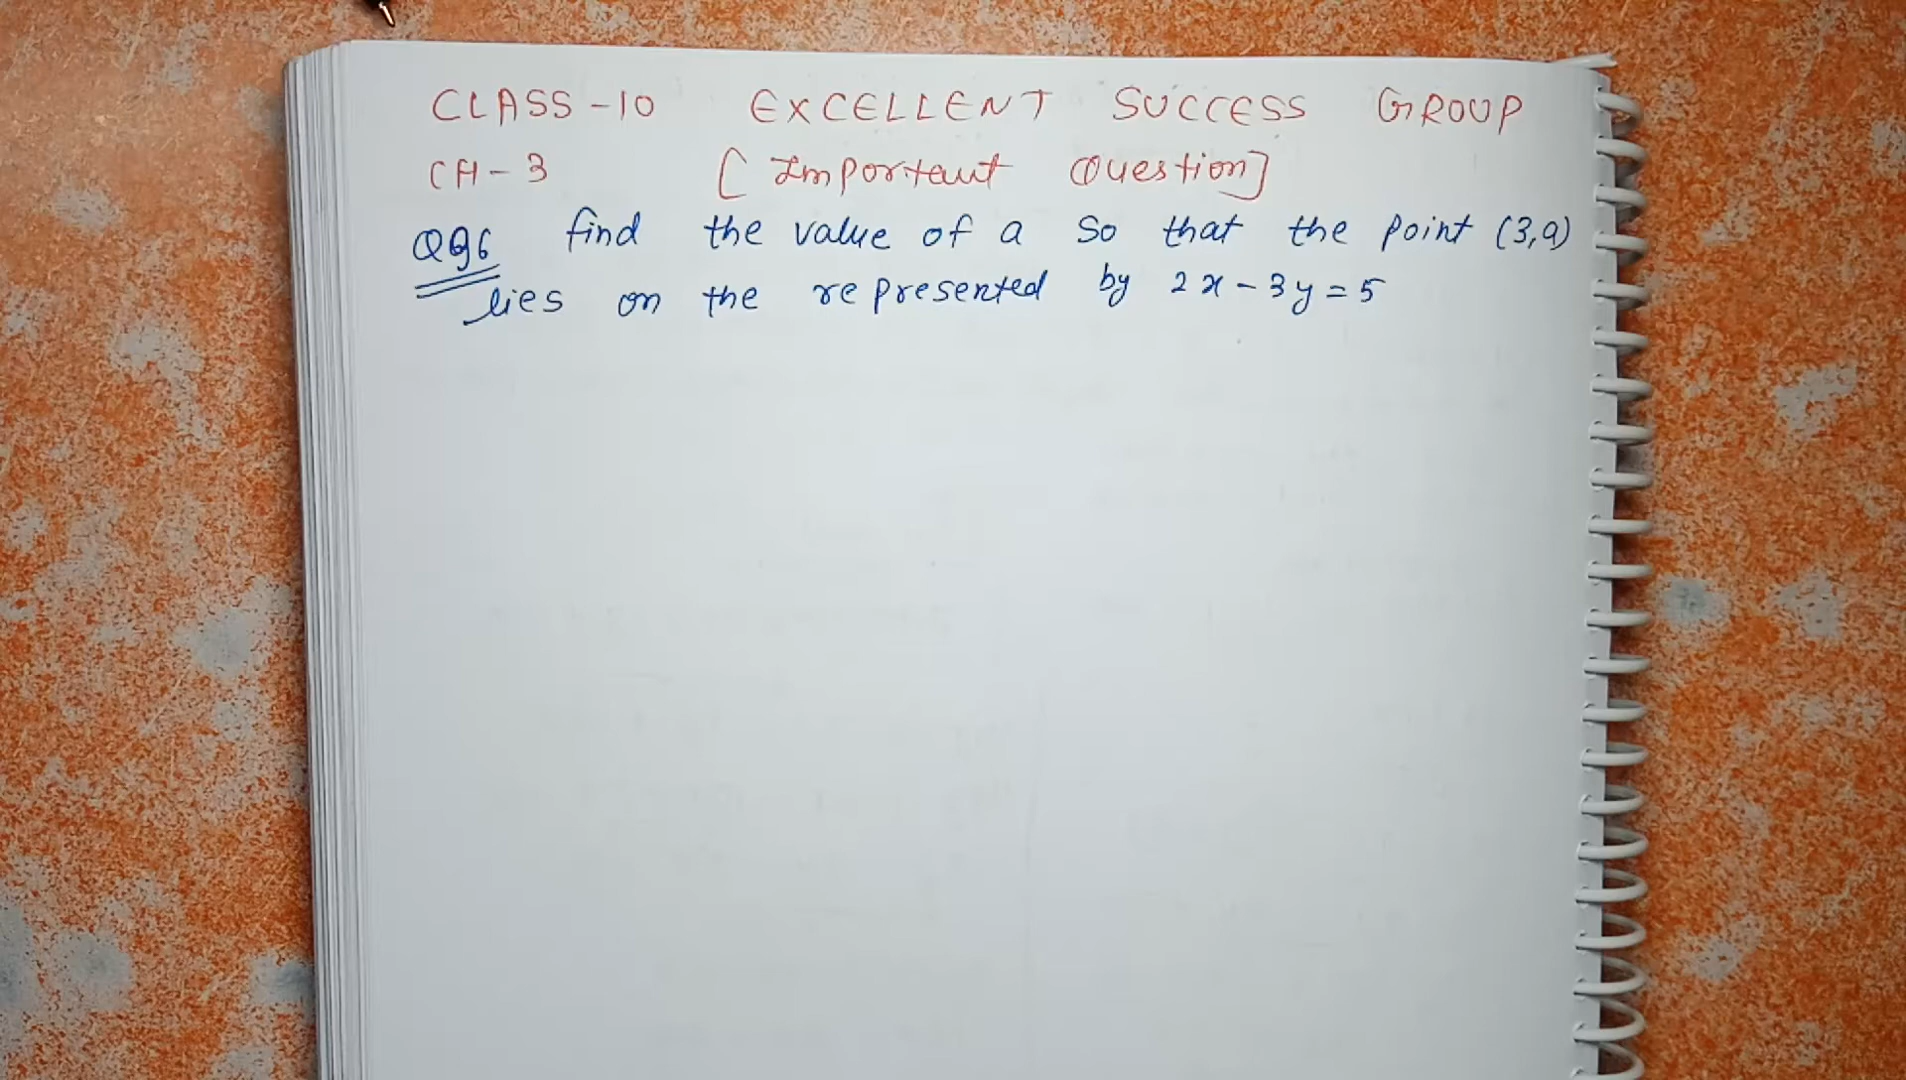 CLASS-10 EXCELLENT SUCCESS GROUP
CH-3 [Important Question]
Q96 find the value of a so that the point (3,a)
lies on the represented by 2x-3y=5